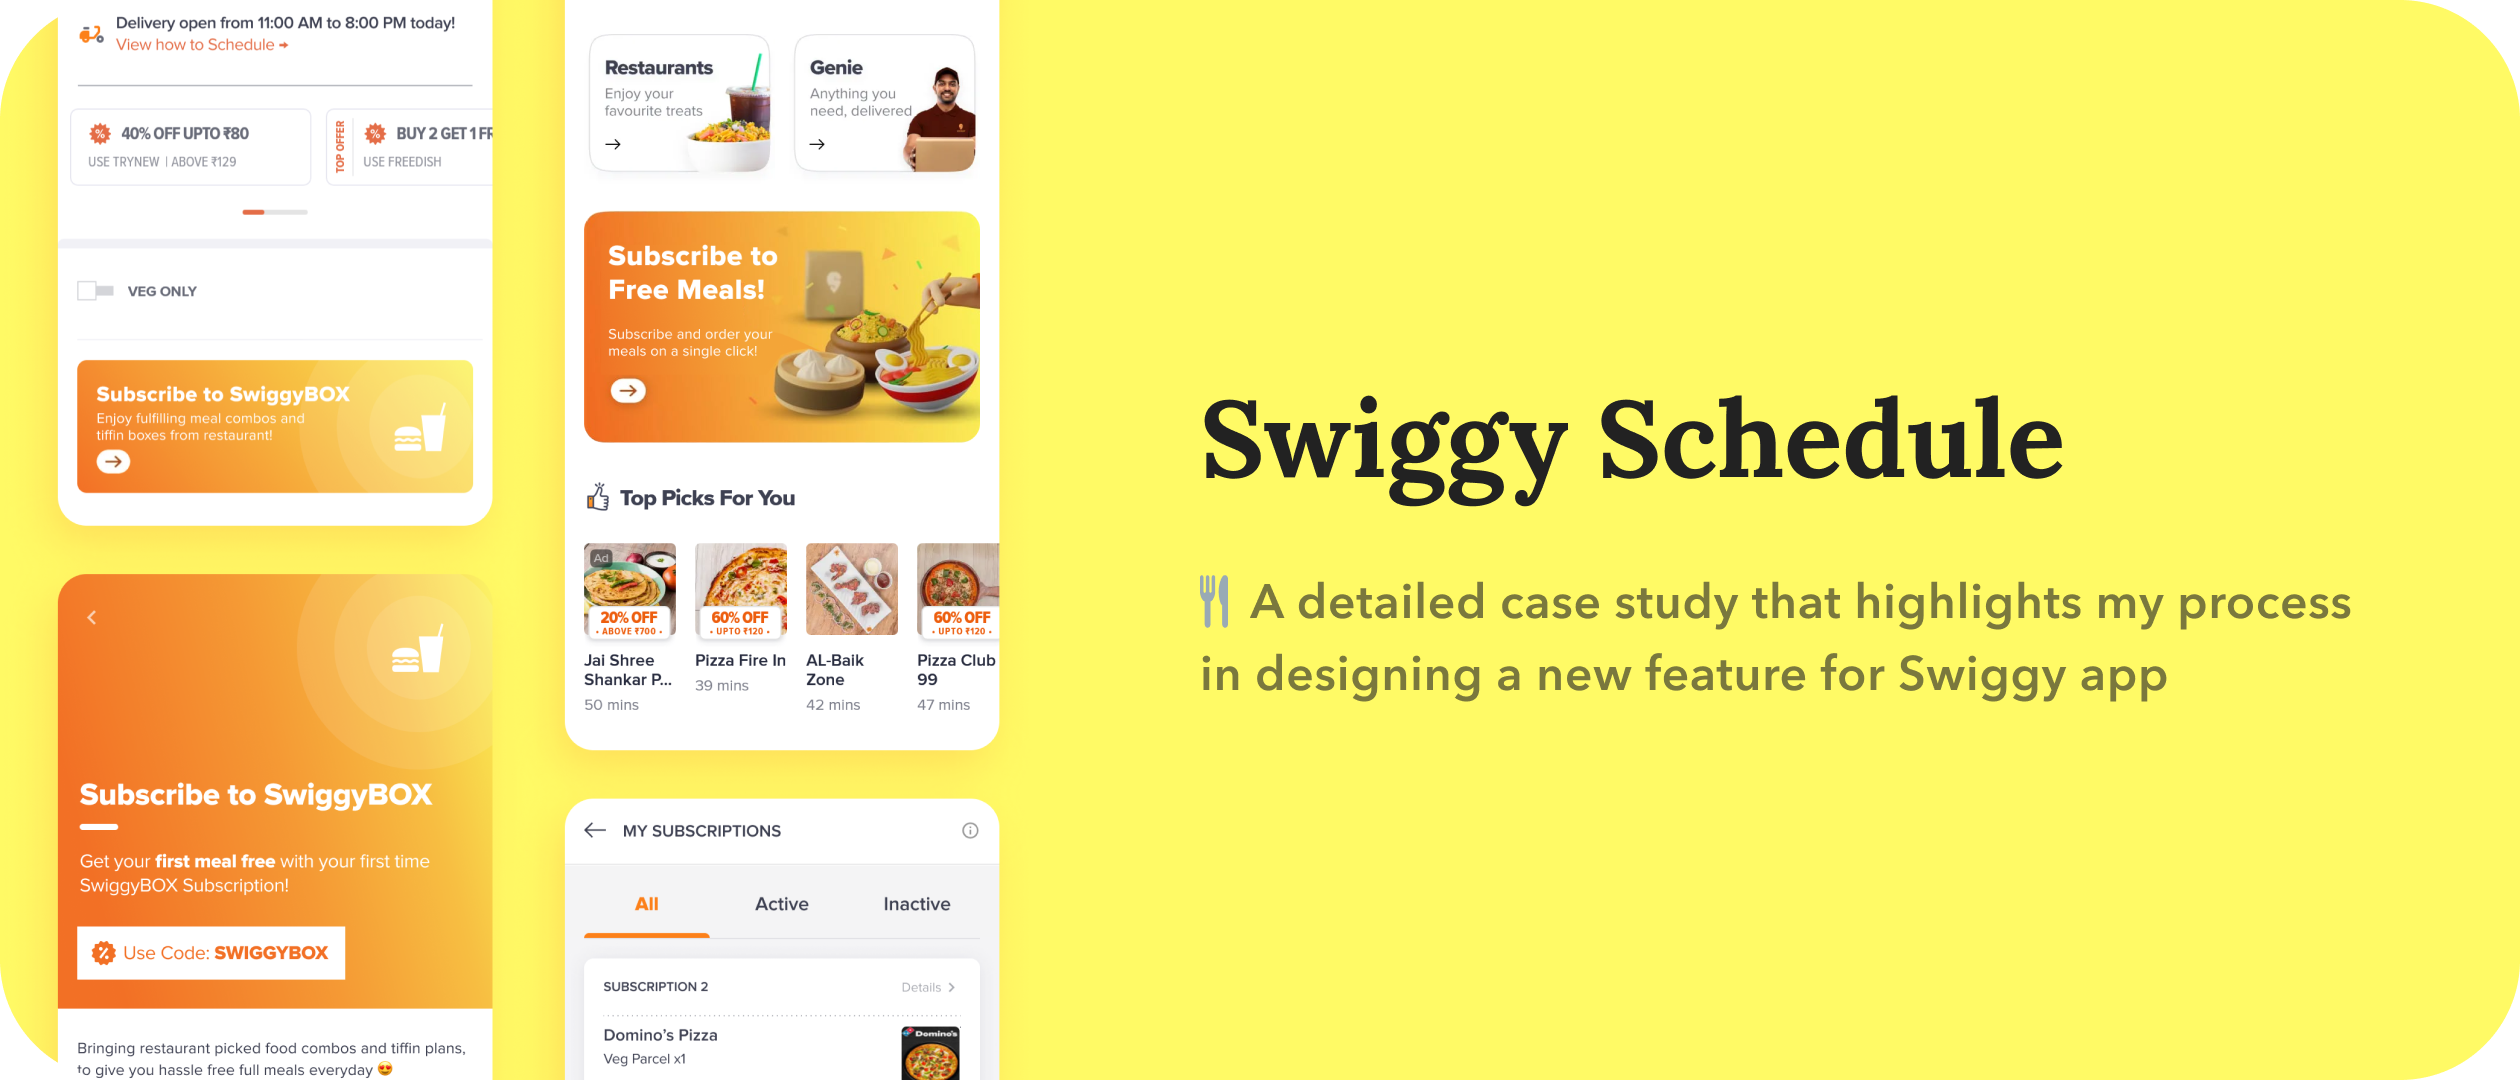 Delivery open from 11:00 AM to 8:00 PM today!
View how to Schedule
40% OFF UPTO ₹80
USE TRYNEW | ABOVE ₹129
TOP OFFER
BUY 2 GET 1 FR
USE FREEDISH
VEG ONLY
Subscribe to SwiggyBOX
Enjoy fulfilling meal combos and
tiffin boxes from restaurant!
Subscribe to SwiggyBOX
Get your first meal free with your first time
SwiggyBOX Subscription!
Use Code: SWIGGYBOX
Bringing restaurant picked food combos and tiffin plans,
to give you hassle free full meals everyday 😍
Restaurants
Enjoy your
favourite treats
Genie
Anything you
need, delivered
Subscribe to
Free Meals!
Subscribe and order your
meals on a single click!
Top Picks For You
Ad
20% OFF
• ABOVE ₹700 •
Jai Shree
Shankar P...
50 mins
60% OFF
• UPTO ₹120 •
Pizza Fire In
39 mins
AL-Baik
Zone
42 mins
60% OFF
• UPTO ₹120 •
Pizza Club
99
47 mins
MY SUBSCRIPTIONS
All Active Inactive
SUBSCRIPTION 2 Details
Domino's Pizza
Veg Parcel x1
Domino's
Swiggy Schedule
🍴 A detailed case study that highlights my process
in designing a new feature for Swiggy app